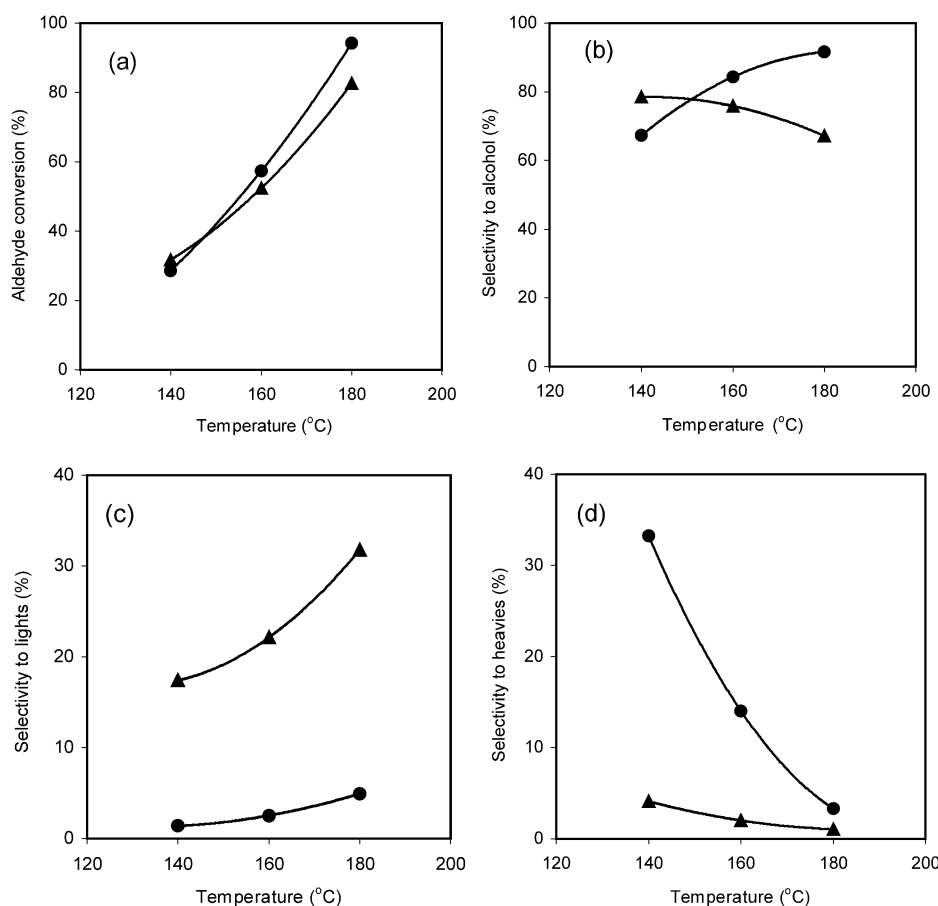 (a)
Aldehyde conversion (%)
100
80
60
40
20
0
120 140 160 180 200
Temperature (°C)
(b)
Selectivity to alcohol (%)
100
80
60
40
20
0
120 140 160 180 200
Temperature (°C)
(c)
Selectivity to lights (%)
40
30
20
10
0
120 140 160 180 200
Temperature (°C)
(d)
Selectivity to heavies (%)
40
30
20
10
0
120 140 160 180 200
Temperature (°C)